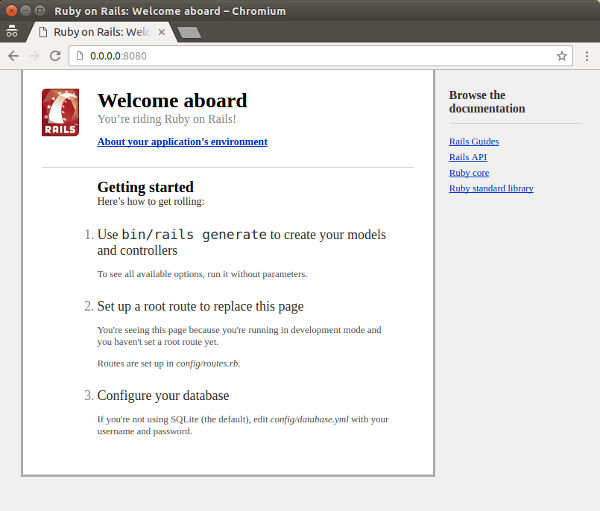 Ruby on Rails: Welcome aboard – Chromium
Ruby on Rails: Welc
0.0.0.0:8080
RAILS
Welcome aboard
You're riding Ruby on Rails!
About your application's environment
Getting started
Here's how to get rolling:
1. Use bin/rails generate to create your models
and controllers
To see all available options, run it without parameters.
2. Set up a root route to replace this page
You're seeing this page because you're running in development mode and
you haven't set a root route yet.
Routes are set up in config/routes.rb.
3. Configure your database
If you're not using SQLite (the default), edit config/database.yml with your
username and password.
Browse the
documentation
Rails Guides
Rails API
Ruby core
Ruby standard library